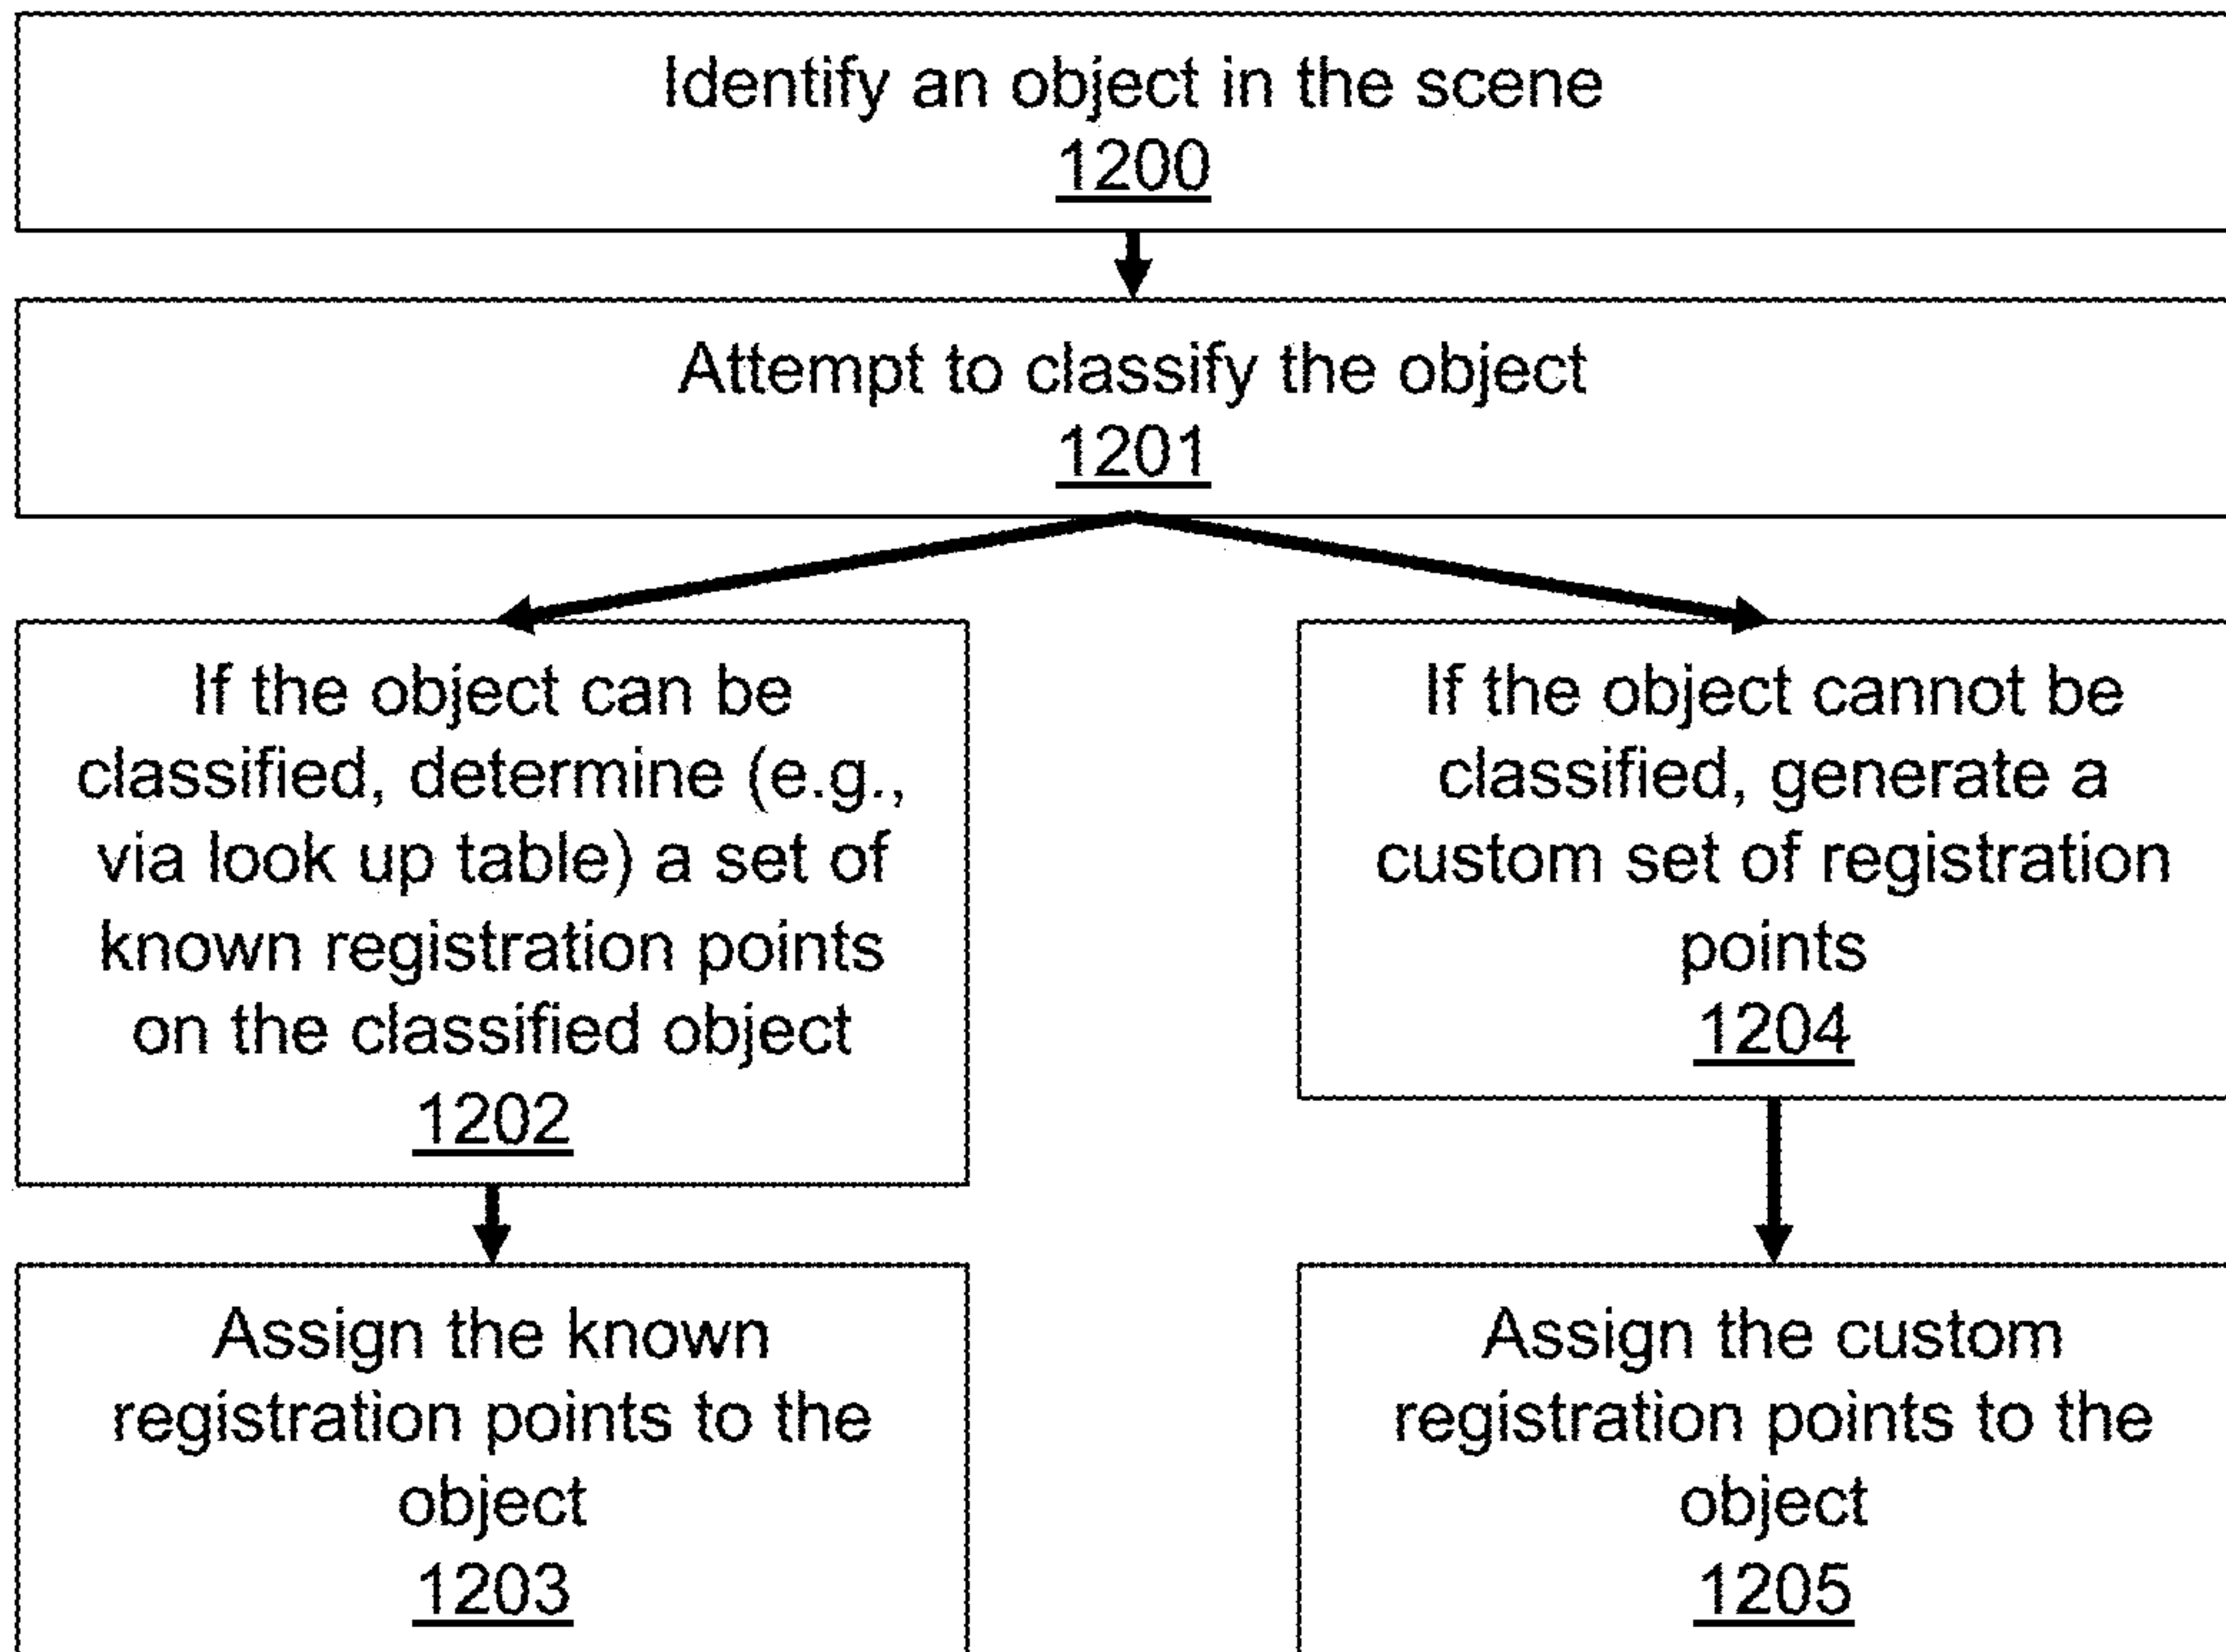 Identify an object in the scene
1200
Attempt to classify the object
1201
If the object can be
classified, determine (e.g.,
via look up table) a set of
known registration points
on the classified object
1202
If the object cannot be
classified, generate a
custom set of registration
points
1204
Assign the known
registration points to the
object
1203
Assign the custom
registration points to the
object
1205